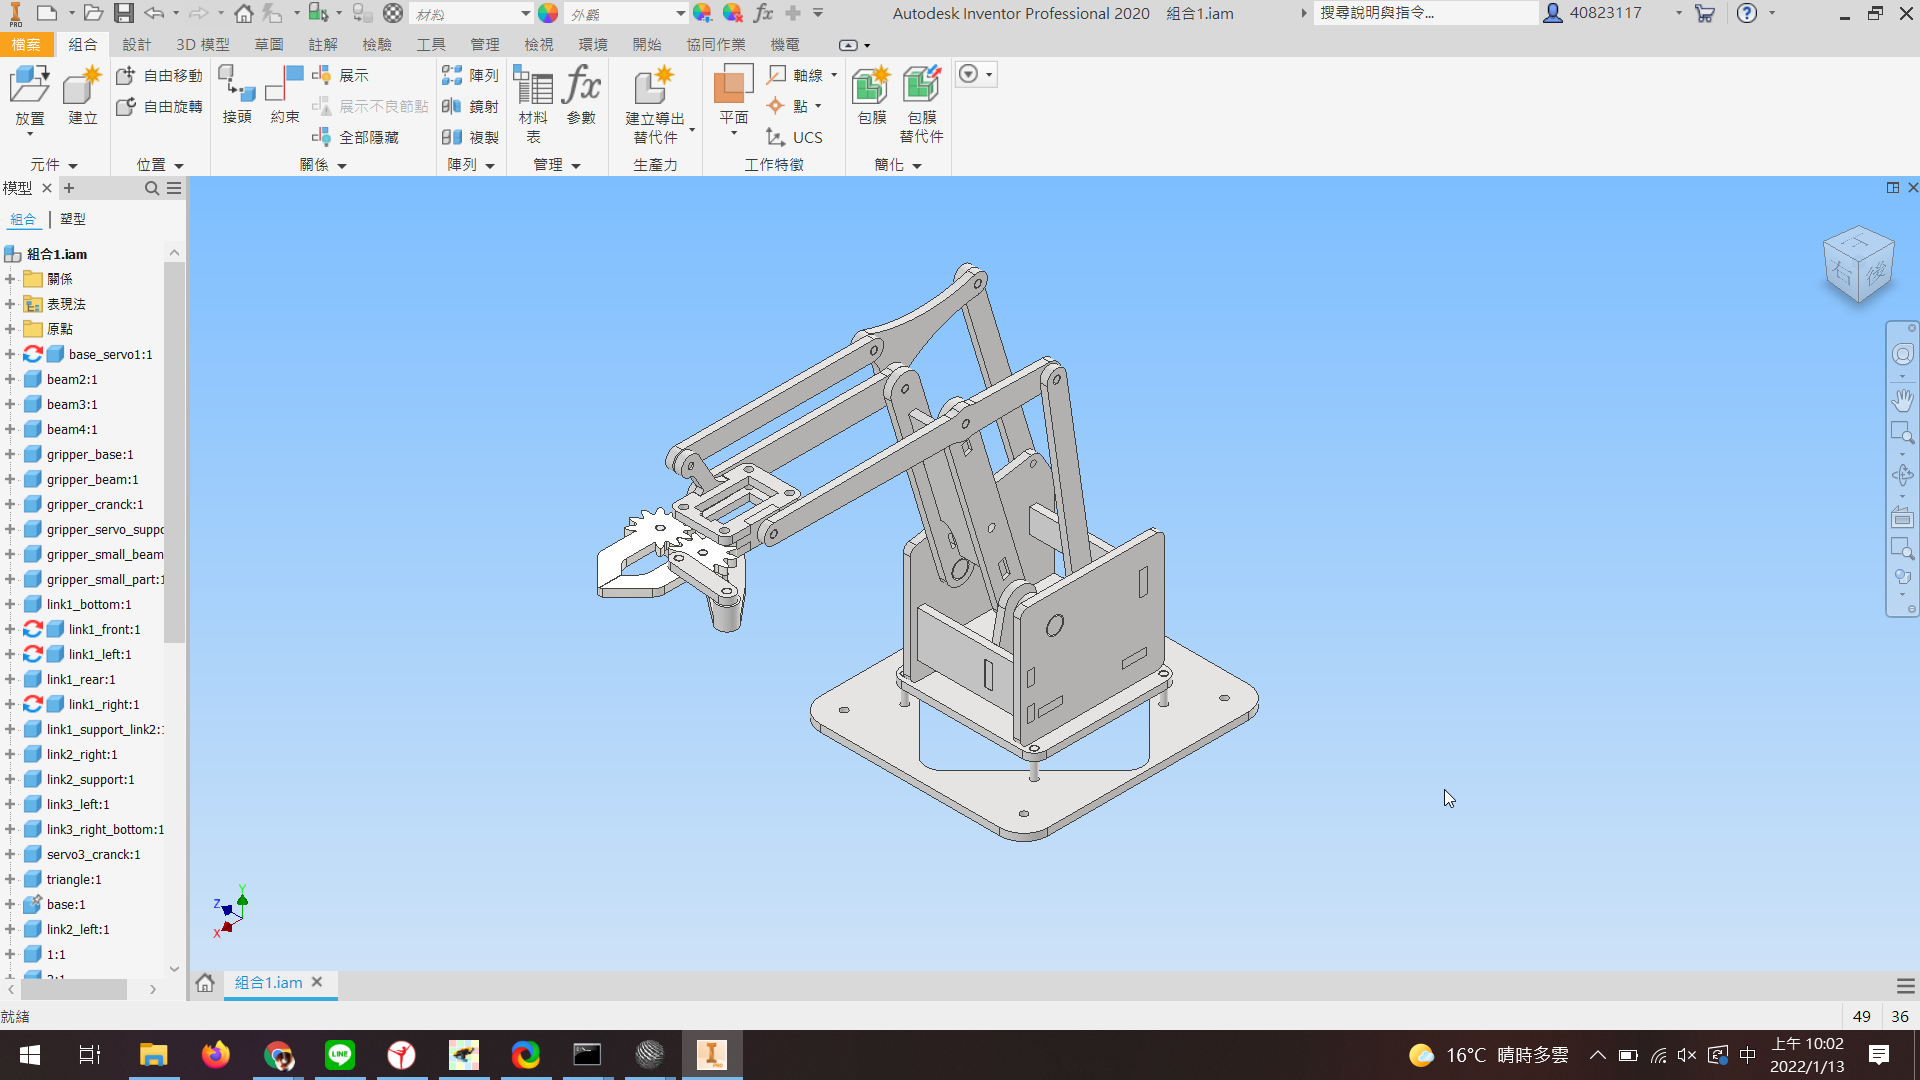 PRO
材料
外觀
fx
Autodesk Inventor Professional 2020 組合1.iam
搜尋說明與指令...
40823117
檔案 組合 設計 3D 模型 草圖 註解 檢驗 工具 管理 檢視 環境 開始 協同作業 機電
放置
建立
自由移動
自由旋轉
接頭
約束
展示
展示不良節點
全部隱藏
陣列
鏡射
複製
材料
表
fx
參數
建立導出
替代件
平面
軸線
點
UCS
包膜
包膜
替代件
元件 位置 關係 陣列 管理 生產力 工作特徵 簡化
模型
組合 | 塑型
組合1.iam
關係
表現法
原點
base_servo1:1
beam2:1
beam3:1
beam4:1
gripper_base:1
gripper_beam:1
gripper_cranck:1
gripper_servo_suppo
gripper_small_beam
gripper_small_part:1
link1_bottom:1
link1_front:1
link1_left:1
link1_rear:1
link1_right:1
link1_support_link2:1
link2_right:1
link2_support:1
link3_left:1
link3_right_bottom:1
servo3_cranck:1
triangle:1
base:1
link2_left:1
1:1
右
後
Y
Z
X
組合1.iam
就緒
49 36
LINE
I
PRO
16°C 晴時多雲
中
上午 10:02
2022/1/13